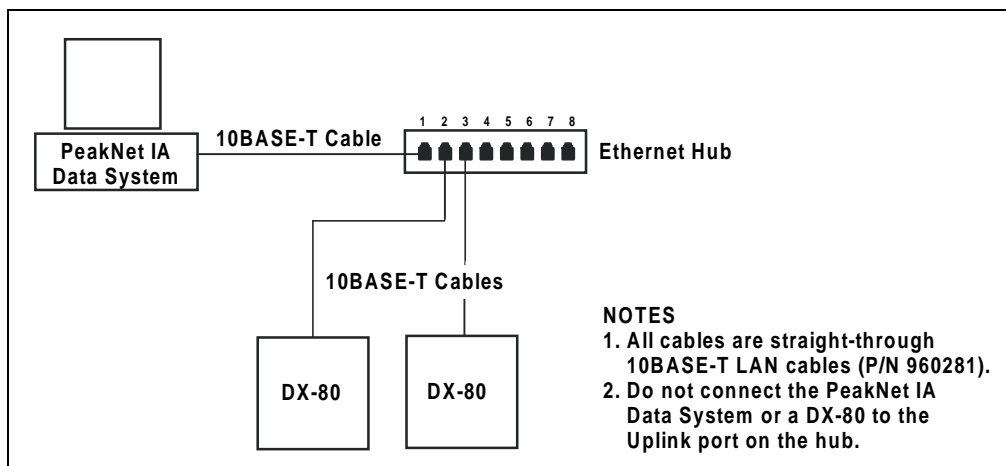 10BASE-T Cable
1 2 3 4 5 6 7 8
PeakNet IA
Data System
Ethernet Hub
10BASE-T Cables
DX-80
DX-80
NOTES
1. All cables are straight-through
10BASE-T LAN cables (P/N 960281).
2. Do not connect the PeakNet IA
Data System or a DX-80 to the
Uplink port on the hub.